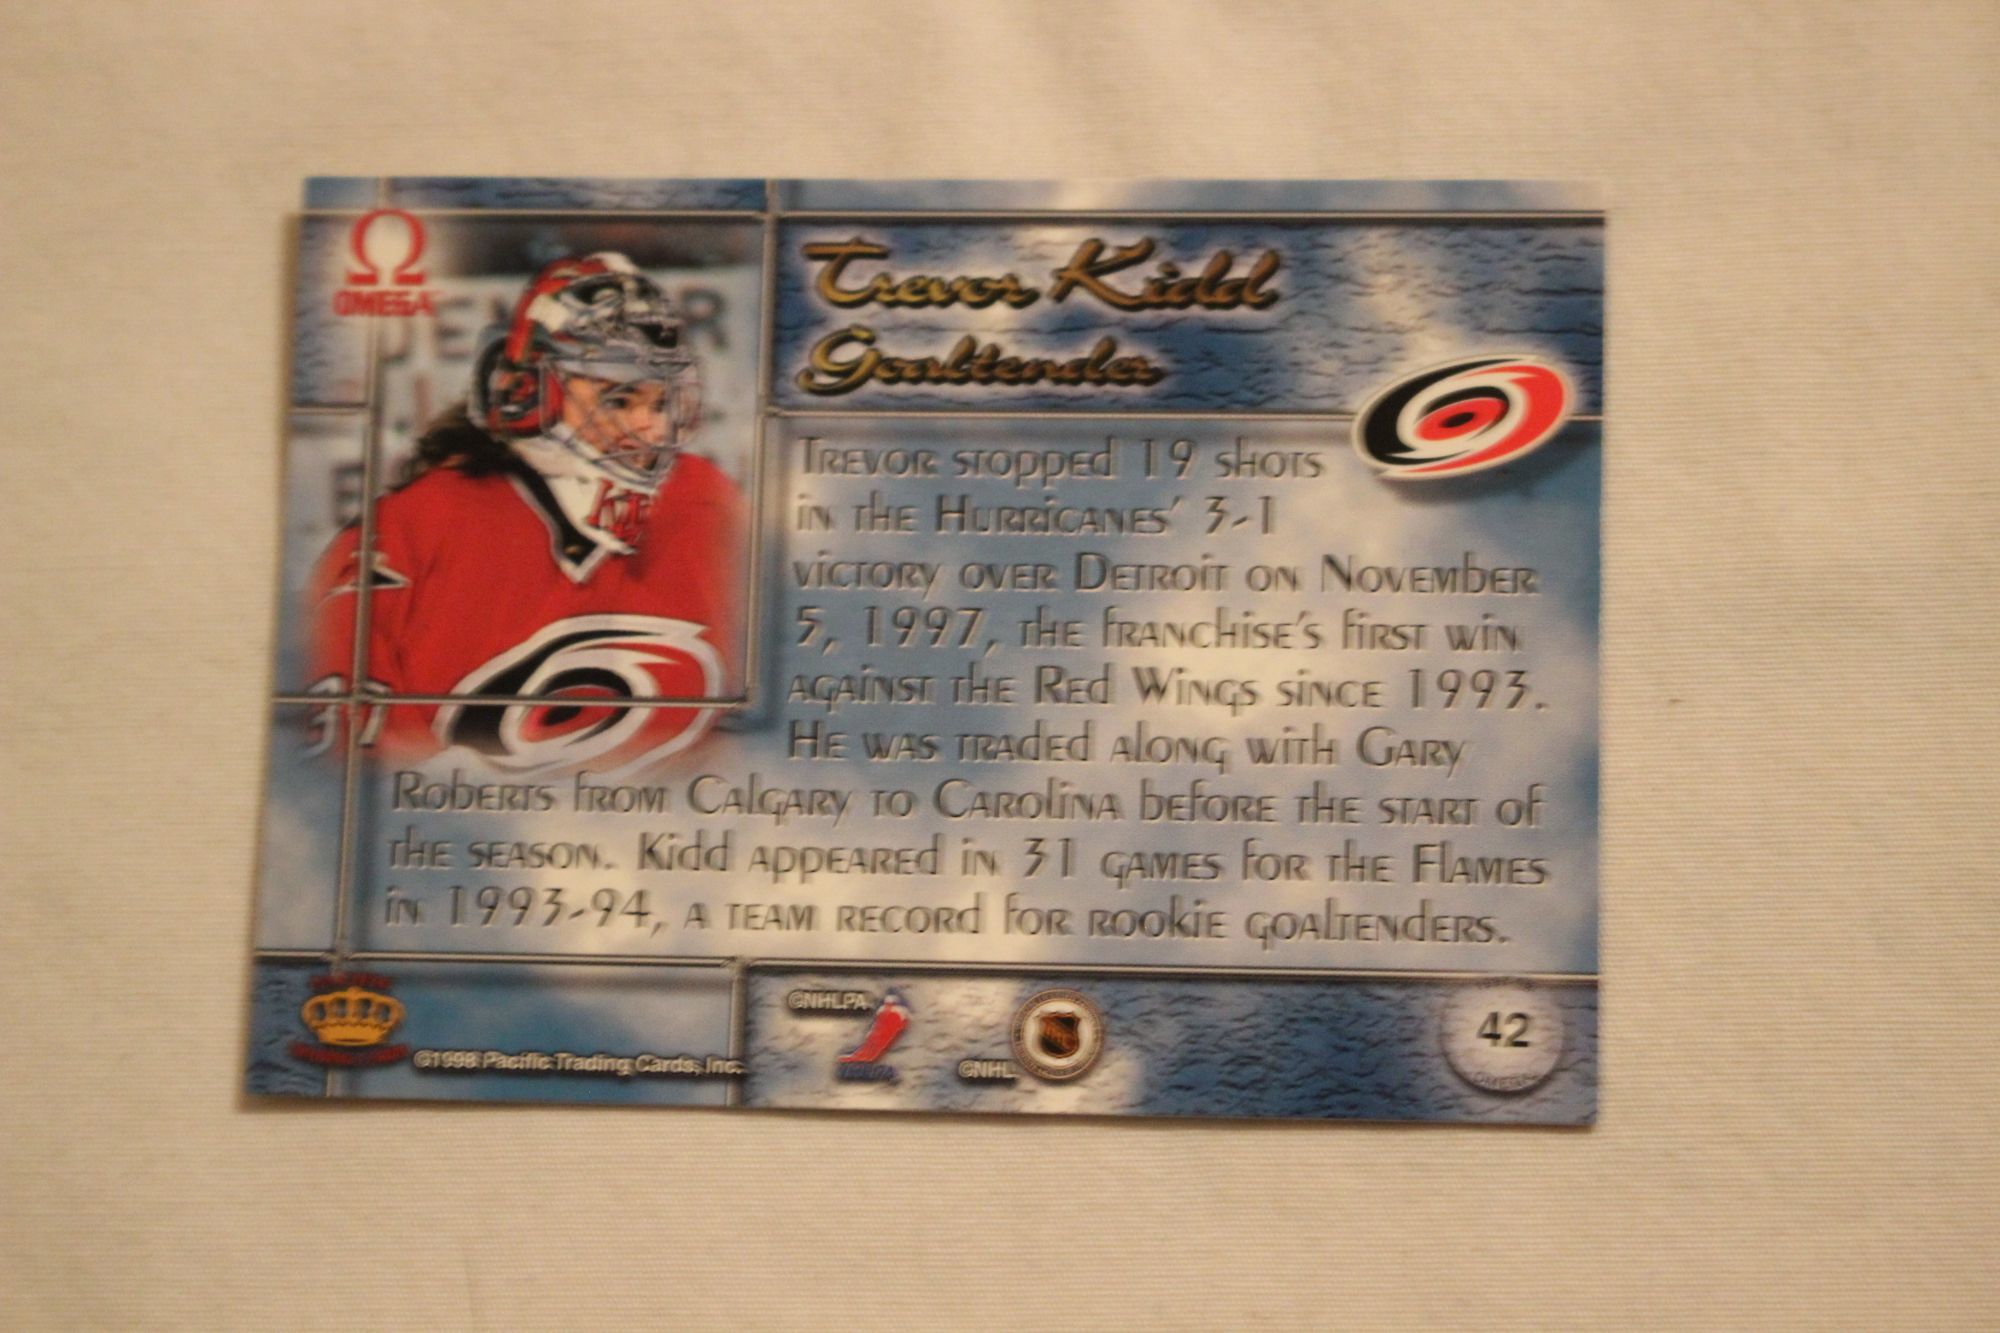 OMEGA
Trevor Kidd
Goaltender
Trevor stopped 19 shots
in the Hurricanes' 3-1
victory over Detroit on November
5, 1997, the franchise's first win
against the Red Wings since 1993.
He was traded along with Gary
Roberts from Calgary to Carolina before the start of
the season. Kidd appeared in 31 games for the Flames
in 1993-94, a team record for rookie goaltenders.
37
©1998 Pacific Trading Cards, Inc.
©NHLPA
©NHL
42
OMEGA